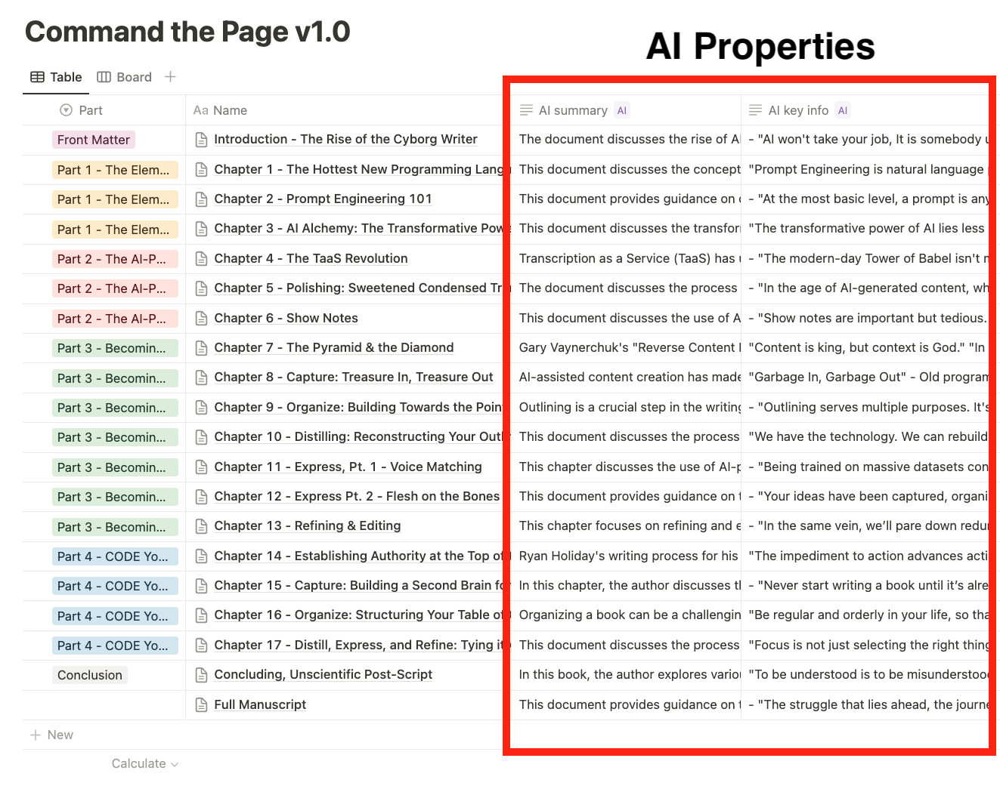 Command the Page v1.0
AI Properties
Table Board
Part Aa Name AI summary AI AI key info AI
Front Matter Introduction - The Rise of the Cyborg Writer The document discusses the rise of AI - "AI won't take your job, It is somebody
Part 1 - The Elem... Chapter 1 - The Hottest New Programming Lang This document discusses the concept "Prompt Engineering is natural language
Part 1 - The Elem... Chapter 2 - Prompt Engineering 101 This document provides guidance on - "At the most basic level, a prompt is any
Part 1 - The Elem... Chapter 3 - AI Alchemy: The Transformative Powe This document discusses the transfor "The transformative power of AI lies less
Part 2 - The AI-P... Chapter 4 - The TaaS Revolution Transcription as a Service (TaaS) has - "The modern-day Tower of Babel isn't
Part 2 - The AI-P... Chapter 5 - Polishing: Sweetened Condensed Tr The document discusses the process - "In the age of AI-generated content, wh
Part 2 - The AI-P... Chapter 6 - Show Notes This document discusses the use of A - "Show notes are important but tedious.
Part 3 - Becomin... Chapter 7 - The Pyramid & the Diamond Gary Vaynerchuk's "Reverse Content "Content is king, but context is God." "In
Part 3 - Becomin... Chapter 8 - Capture: Treasure In, Treasure Out AI-assisted content creation has made "Garbage In, Garbage Out" - Old program
Part 3 - Becomin... Chapter 9 - Organize: Building Towards the Poin Outlining is a crucial step in the writing - "Outlining serves multiple purposes. It's
Part 3 - Becomin... Chapter 10 - Distilling: Reconstructing Your Outl This document discusses the process "We have the technology. We can rebuild
Part 3 - Becomin... Chapter 11 - Express, Pt. 1 - Voice Matching This chapter discusses the use of AI-p - "Being trained on massive datasets con
Part 3 - Becomin... Chapter 12 - Express Pt. 2 - Flesh on the Bones This document provides guidance on t - "Your ideas have been captured, organi
Part 3 - Becomin... Chapter 13 - Refining & Editing This chapter focuses on refining and e - "In the same vein, we’ll pare down redu
Part 4 - CODE Yo... Chapter 14 - Establishing Authority at the Top of Ryan Holiday's writing process for his "The impediment to action advances acti
Part 4 - CODE Yo... Chapter 15 - Capture: Building a Second Brain fo In this chapter, the author discusses t - "Never start writing a book until it’s alre
Part 4 - CODE Yo... Chapter 16 - Organize: Structuring Your Table of Organizing a book can be a challengin "Be regular and orderly in your life, so tha
Part 4 - CODE Yo... Chapter 17 - Distill, Express, and Refine: Tying it This document discusses the process "Focus is not just selecting the right thing
Conclusion Concluding, Unscientific Post-Script In this book, the author explores variou "To be understood is to be misunderstood
Full Manuscript This document provides guidance on t - "The struggle that lies ahead, the journe
New
Calculate